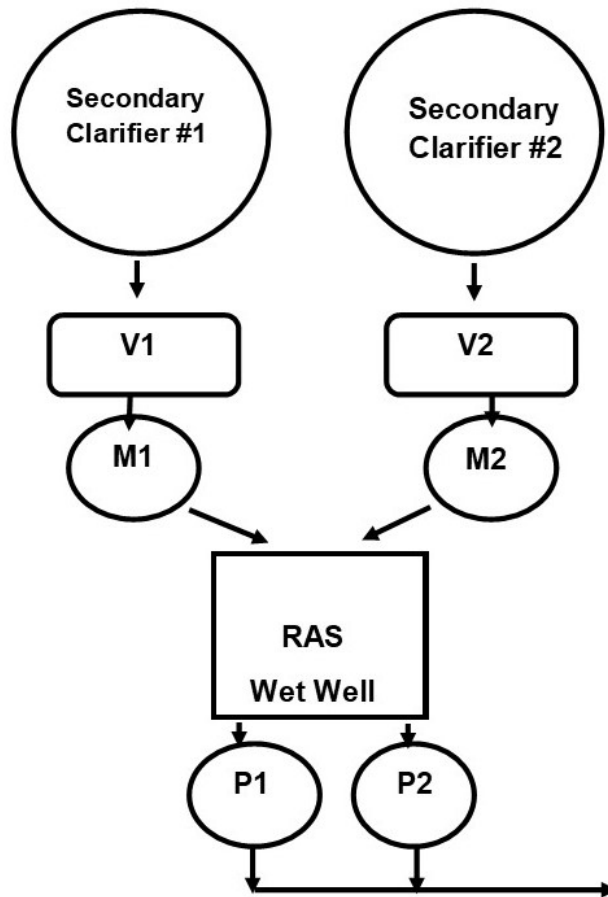 Secondary
Clarifier #1
Secondary
Clarifier #2
V1
V2
M1
M2
RAS
Wet Well
P1
P2